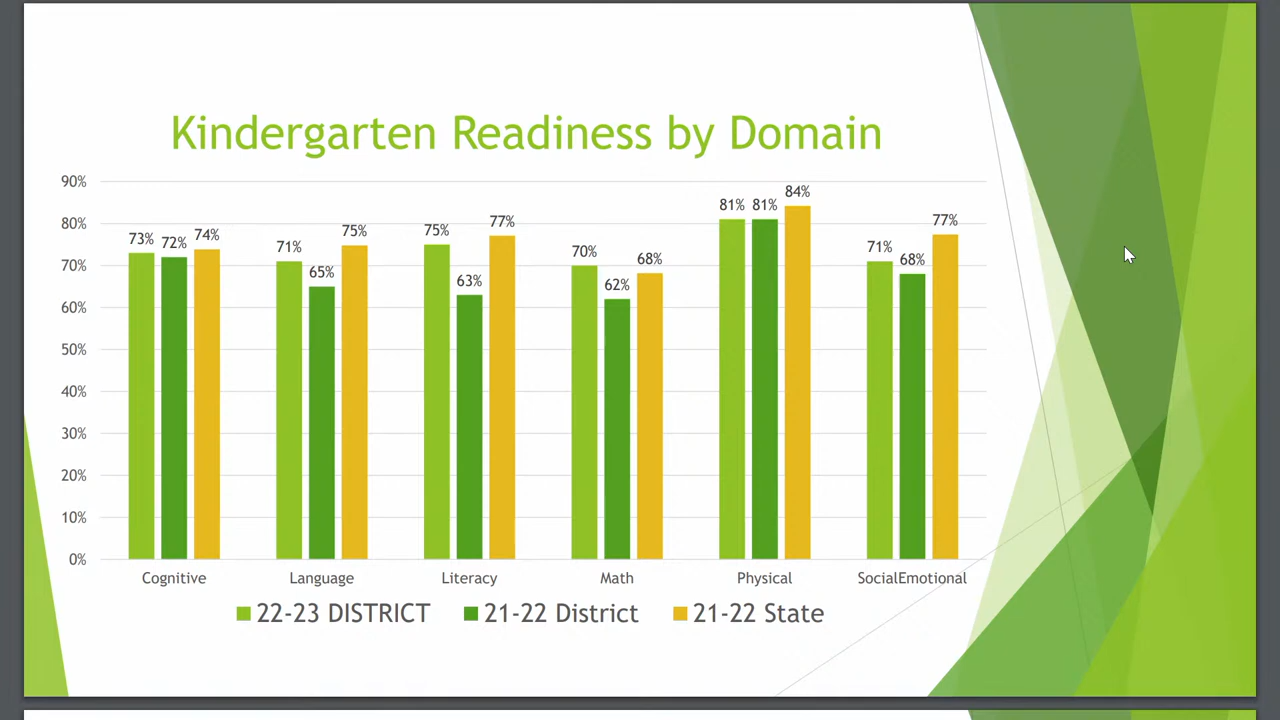 Kindergarten Readiness by Domain
90%
80%
70%
60%
50%
40%
30%
20%
10%
0%
73% 72% 74%
71% 65% 75%
75% 63% 77%
70% 62% 68%
81% 81% 84%
71% 68% 77%
Cognitive Language Literacy Math Physical SocialEmotional
22-23 DISTRICT 21-22 District 21-22 State